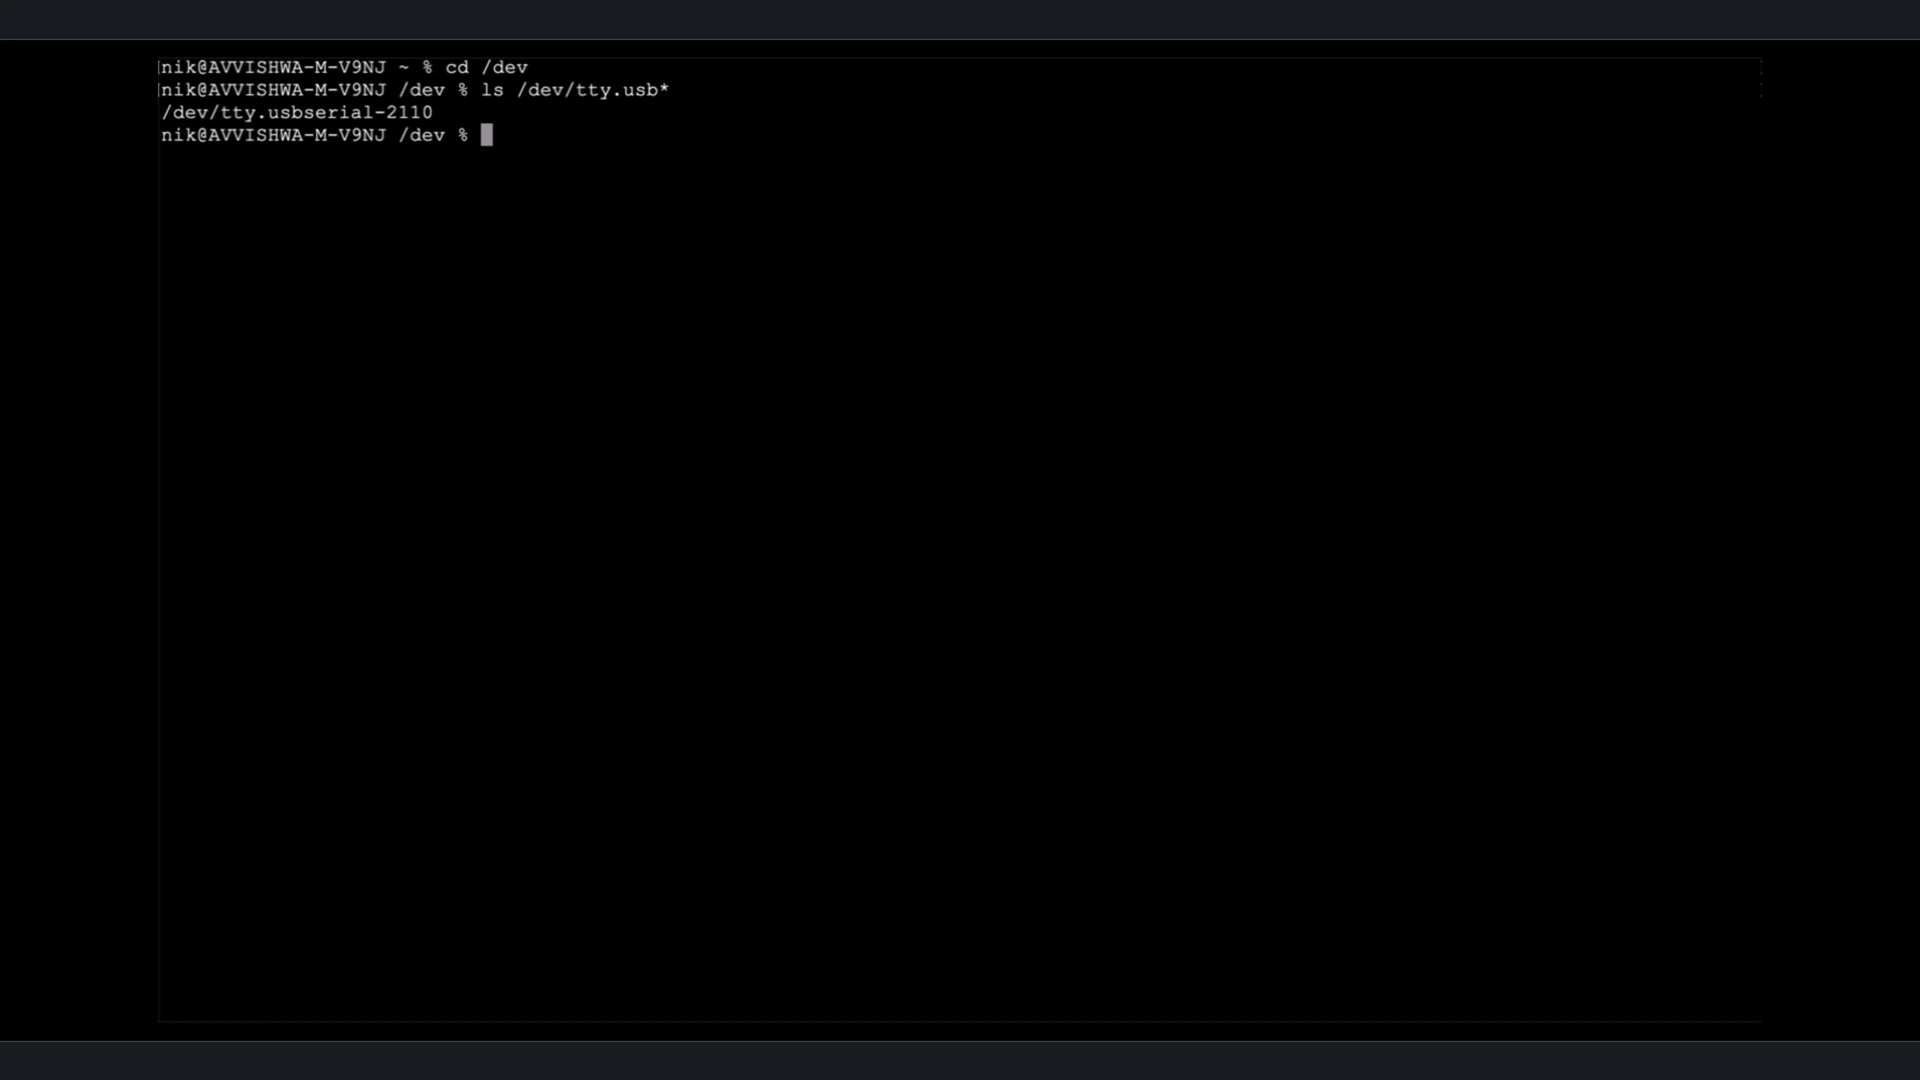 nik@AVVISHWA-M-V9NJ ~ % cd /dev
nik@AVVISHWA-M-V9NJ /dev % ls /dev/tty.usb*
/dev/tty.usbserial-2110
nik@AVVISHWA-M-V9NJ /dev %